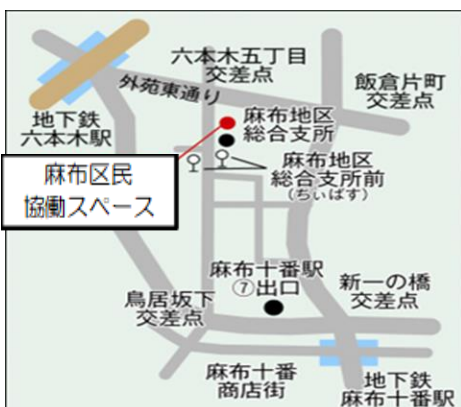 六本木五丁目
交差点
外苑東通り
飯倉片町
交差点
地下鉄
六本木駅
麻布地区
総合支所
麻布区民
協働スペース
麻布地区
総合支所前
(ちぃばす)
麻布十番駅
⑦出口
新一の橋
交差点
鳥居坂下
交差点
麻布十番
商店街
地下鉄
麻布十番駅